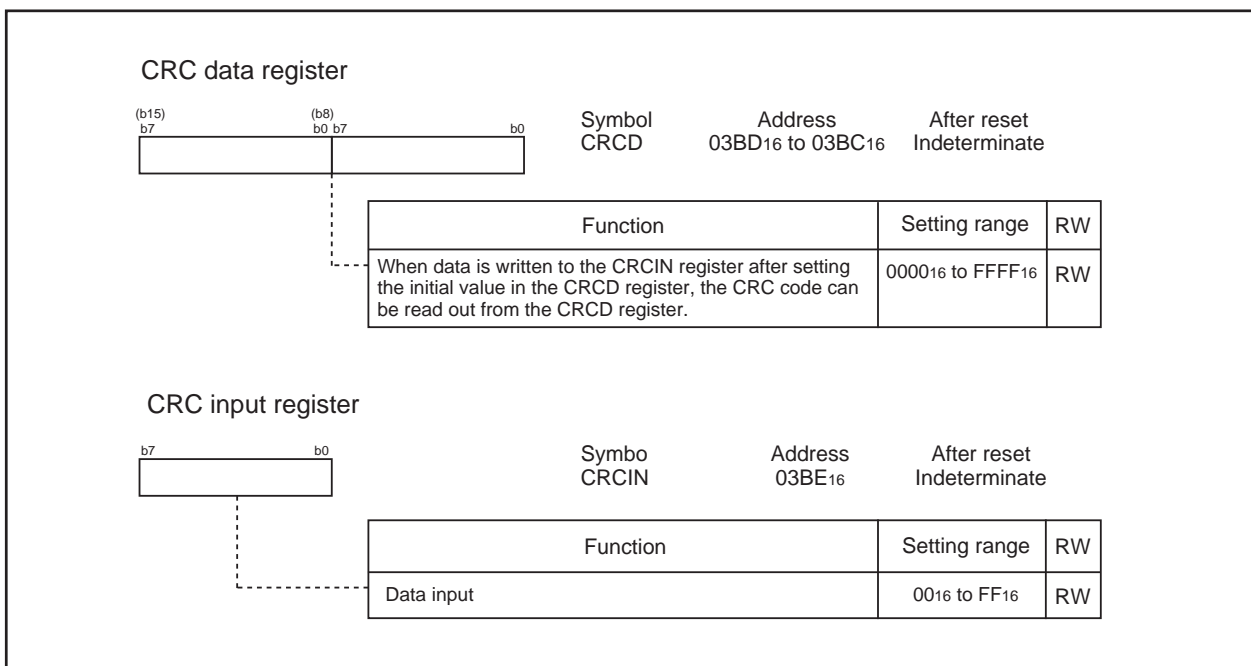 CRC data register
(b15) (b8)
b7 b0 b7 b0
Symbol Address After reset
CRCD 03BD16 to 03BC16 Indeterminate
Function Setting range RW
When data is written to the CRCIN register after setting
the initial value in the CRCD register, the CRC code can
be read out from the CRCD register.
000016 to FFFF16 RW
CRC input register
b7 b0
Symbo Address After reset
CRCIN 03BE16 Indeterminate
Function Setting range RW
Data input 0016 to FF16 RW